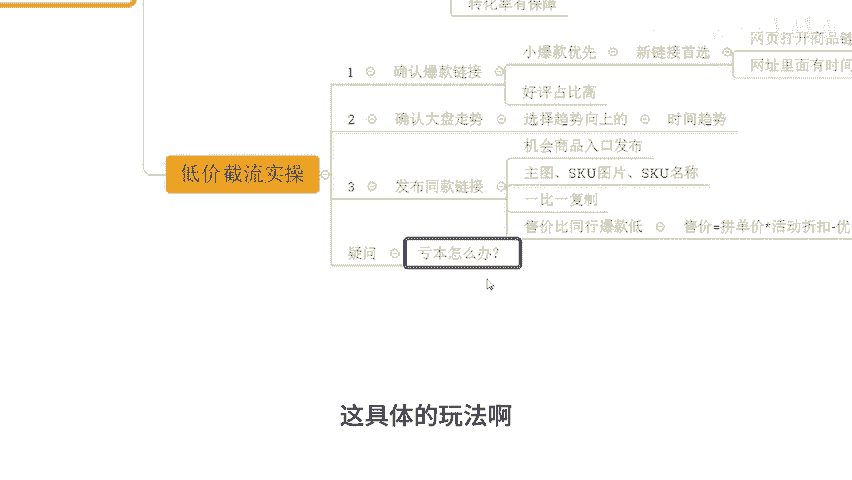 转化率有保障
低价截流实操
1 确认爆款链接
小爆款优先 新链接首选
网页打开商品链
网址里面有时间
好评占比高
2 确认大盘走势 选择趋势向上的 时间趋势
3 发布同款链接
机会商品入口发布
主图、SKU图片、SKU名称
一比一复制
售价比同行爆款低 售价=拼单价*活动折扣-优
疑问 亏本怎么办?
这具体的玩法啊